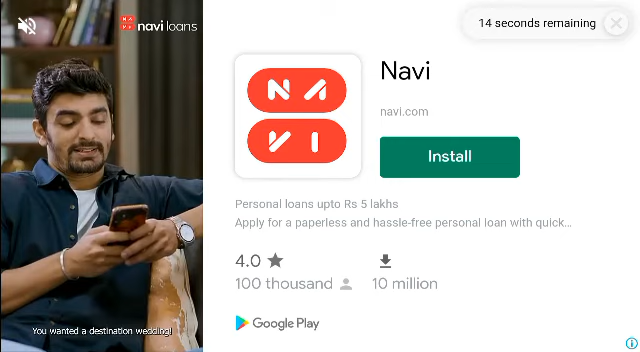 navi loans
14 seconds remaining
NAVI
Navi
navi.com
Install
Personal loans upto Rs 5 lakhs
Apply for a paperless and hassle-free personal loan with quick...
4.0
100 thousand
10 million
Google Play
You wanted a destination wedding!